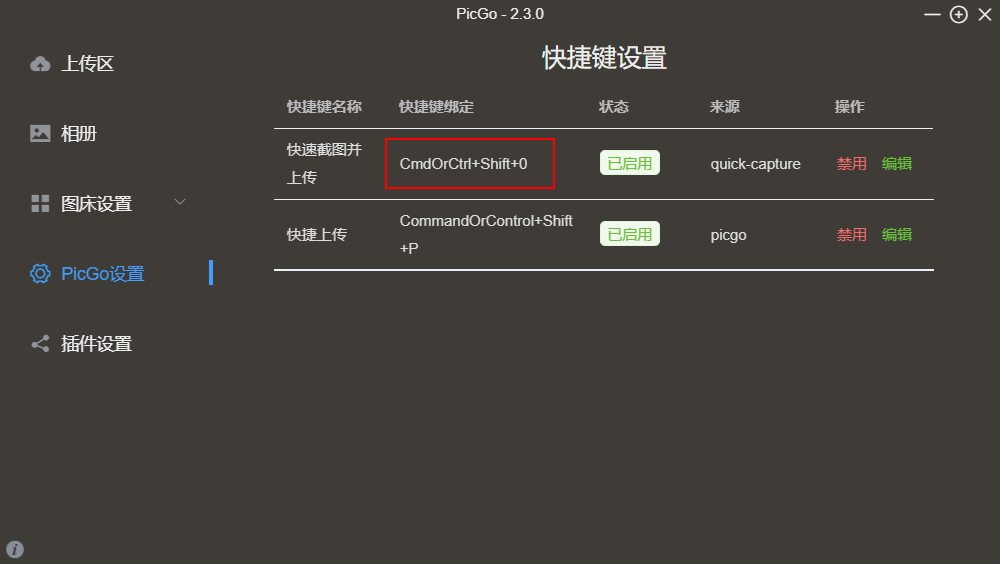 PicGo - 2.3.0
上传区
相册
图床设置
PicGo设置
插件设置
快捷键设置
快捷键名称 快捷键绑定 状态 来源 操作
快速截图并
上传
CmdOrCtrl+Shift+0 已启用 quick-capture 禁用 编辑
快捷上传
CommandOrControl+Shift
+P
已启用 picgo 禁用 编辑
i